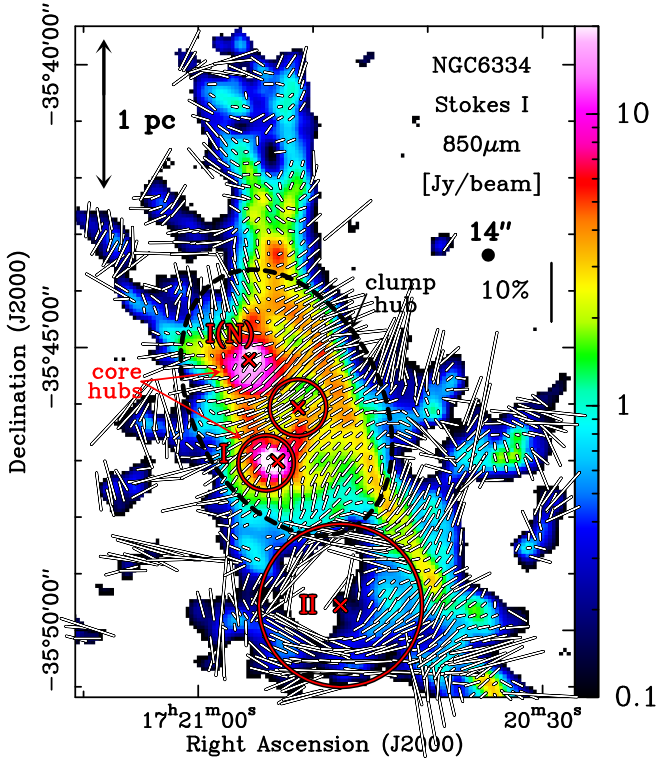 −35°40′00″
NGC6334
Stokes I
850μm
[Jy/beam]
1 pc
10
14″
10%
clump
hub
Declination (J2000)
−35°45′00″
I(N)
core
hubs
1
I
−35°50′00″
II
0.1
17h21m00s
20m30s
Right Ascension (J2000)